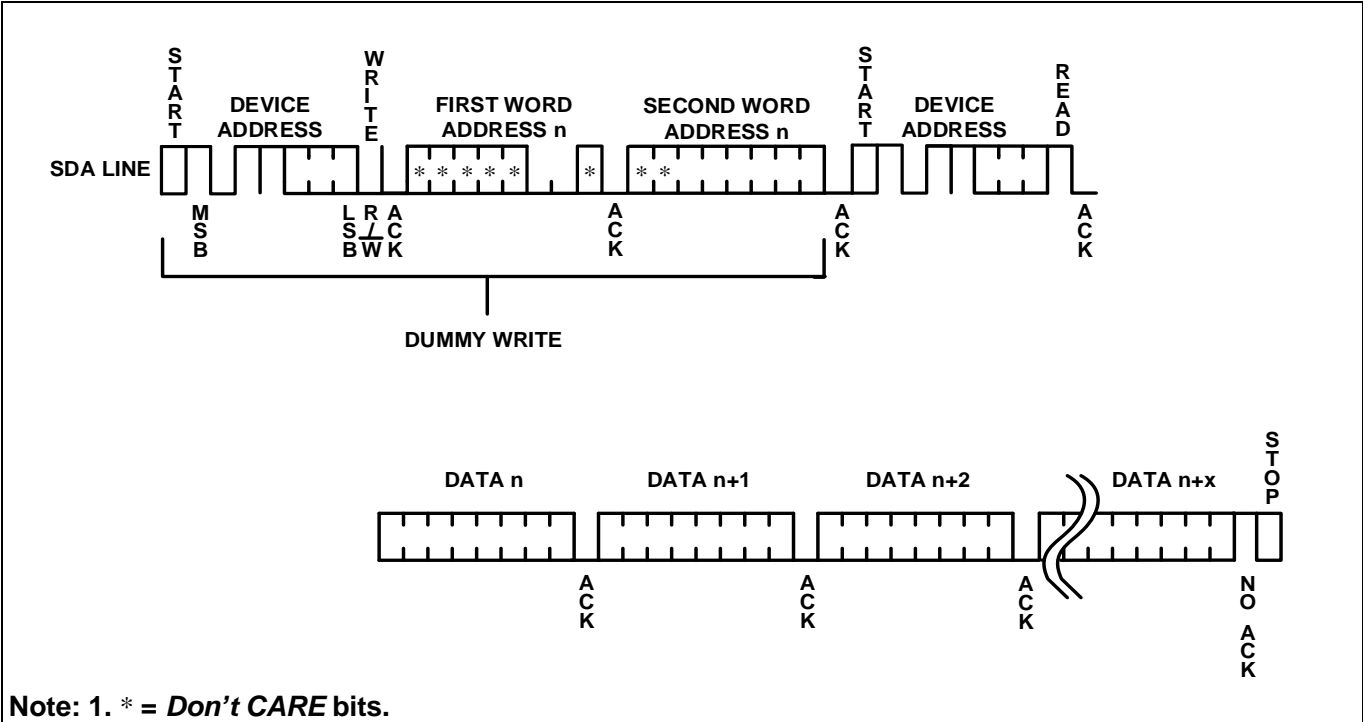 START
WRITE
START
READ
DEVICE
ADDRESS
FIRST WORD
ADDRESS n
SECOND WORD
ADDRESS n
DEVICE
ADDRESS
SDA LINE
* * * * *
*
* *
MSB
LSB
R/W
ACK
ACK
ACK
ACK
DUMMY WRITE
STOP
DATA n
DATA n+1
DATA n+2
DATA n+x
ACK
ACK
ACK
NO ACK
Note: 1. * = Don't CARE bits.